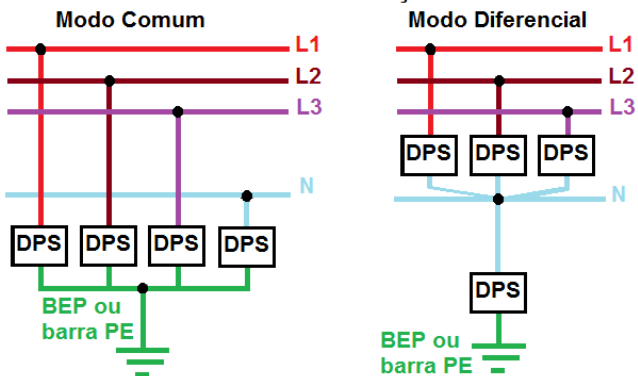 Modo Comum
L1
L2
L3
N
DPS DPS DPS DPS
BEP ou
barra PE
Modo Diferencial
L1
L2
L3
DPS DPS DPS
N
DPS
BEP ou
barra PE